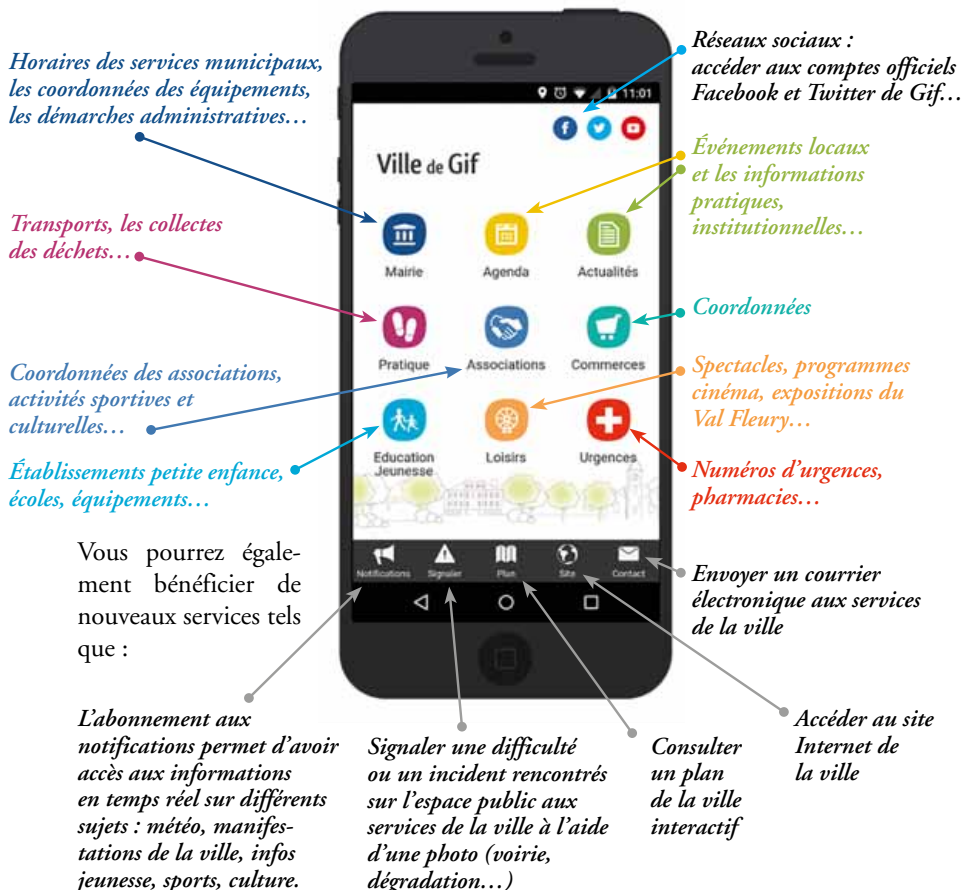 Horaires des services municipaux,
les coordonnées des équipements,
les démarches administratives…
Réseaux sociaux :
accéder aux comptes officiels
Facebook et Twitter de Gif…
11:01
Ville de Gif
Événements locaux
et les informations
pratiques,
institutionnelles…
Transports, les collectes
des déchets…
Mairie
Agenda
Actualités
Coordonnées
Pratique
Associations
Commerces
Coordonnées des associations,
activités sportives et
culturelles…
Spectacles, programmes
cinéma, expositions du
Val Fleury…
Établissements petite enfance,
écoles, équipements…
Education
Jeunesse
Loisirs
Urgences
Numéros d’urgences,
pharmacies…
Vous pourrez égale-
ment bénéficier de
nouveaux services tels
que :
Notifications
Signaler
Plan
Site
Contact
Envoyer un courrier
électronique aux services
de la ville
L’abonnement aux
notifications permet d’avoir
accès aux informations
en temps réel sur différents
sujets : météo, manifes-
tations de la ville, infos
jeunesse, sports, culture.
Signaler une difficulté
ou un incident rencontrés
sur l’espace public aux
services de la ville à l’aide
d’une photo (voirie,
dégradation…)
Consulter
un plan
de la ville
interactif
Accéder au site
Internet de
la ville